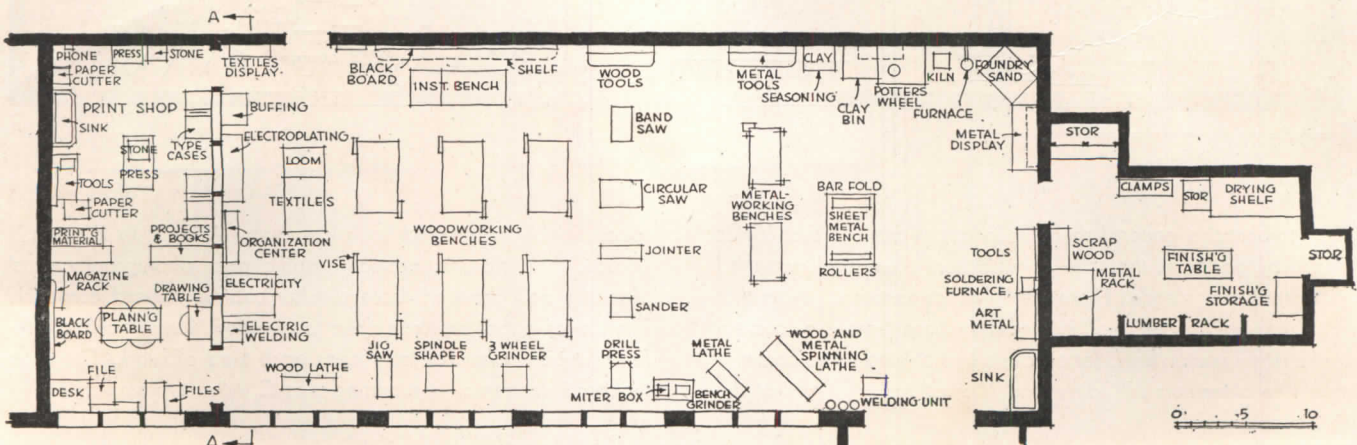 A
PHONE
PRESS
STONE
PAPER
CUTTER
PRINT SHOP
SINK
TYPE
CASES
STONE
PRESS
TOOLS
PAPER
CUTTER
PRINT'G
MATERIAL
PROJECTS
& BOOKS
MAGAZINE
RACK
DRAWING
TABLE
PLANN'G
TABLE
BLACK
BOARD
FILE
DESK
FILES
TEXTILES
DISPLAY
BUFFING
ELECTROPLATING
LOOM
TEXTILES
ORGANIZATION
CENTER
ELECTRICITY
ELECTRIC
WELDING
WOOD LATHE
BLACK
BOARD
SHELF
INST. BENCH
WOODWORKING
BENCHES
VISE
JIG
SAW
SPINDLE
SHAPER
3 WHEEL
GRINDER
WOOD
TOOLS
BAND
SAW
CIRCULAR
SAW
JOINTER
SANDER
DRILL
PRESS
MITER BOX
METAL
LATHE
BENCH
GRINDER
WOOD AND
METAL
SPINNING
LATHE
WELDING UNIT
METAL
TOOLS
CLAY
SEASONING
CLAY
BIN
POTTERS
WHEEL
KILN
FURNACE
FOUNDRY
SAND
METAL
DISPLAY
METAL-
WORKING
BENCHES
BAR FOLD
SHEET
METAL
BENCH
ROLLERS
TOOLS
SOLDERING
FURNACE
ART
METAL
SINK
STOR
CLAMPS
STOR
DRYING
SHELF
SCRAP
WOOD
METAL
RACK
FINISH'G
TABLE
STOR
FINISH'G
STORAGE
LUMBER RACK
0 5 10
A